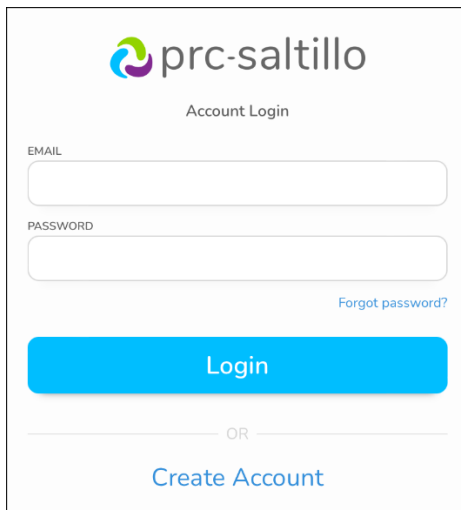 prc-saltillo
Account Login
EMAIL
PASSWORD
Forgot password?
Login
OR
Create Account